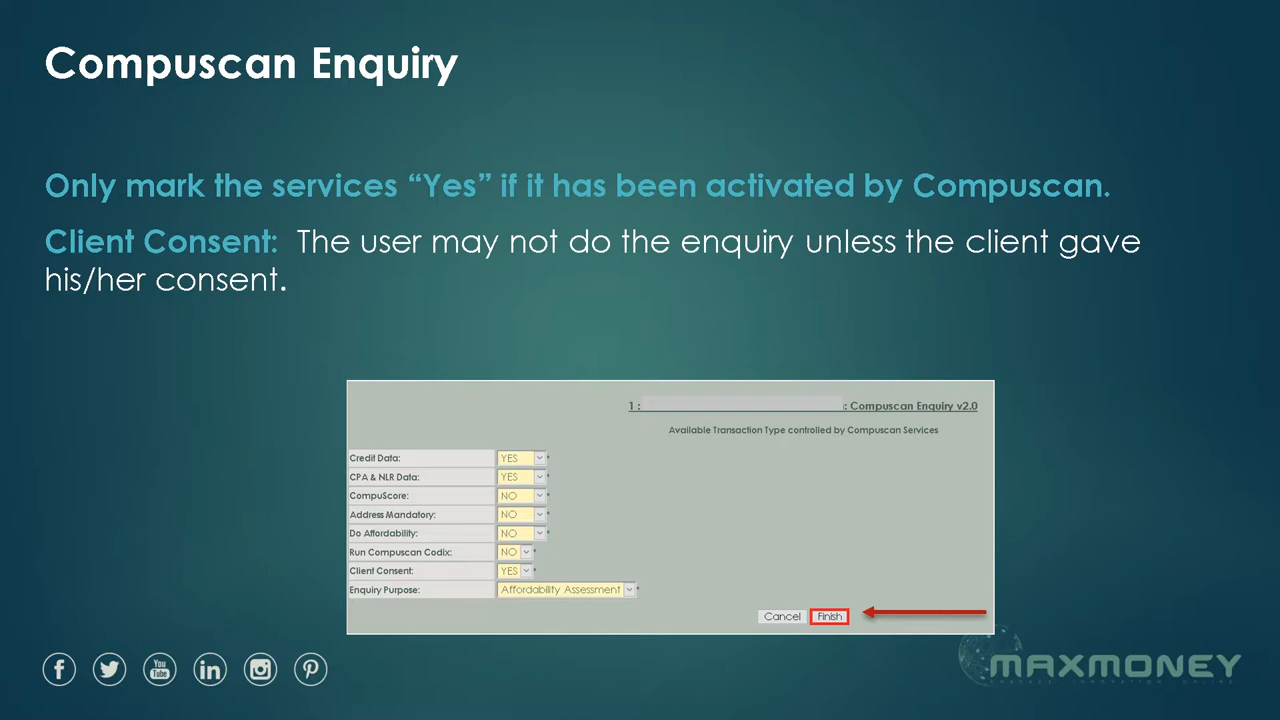 Compuscan Enquiry
Only mark the services “Yes” if it has been activated by Compuscan.
Client Consent: The user may not do the enquiry unless the client gave
his/her consent.
1 : : Compuscan Enquiry v2.0
Available Transaction Type controlled by Compuscan Services
Credit Data: YES *
CPA & NLR Data: YES *
CompuScore: NO *
Address Mandatory: NO *
Do Affordability: NO *
Run Compuscan Codix: NO *
Client Consent: YES *
Enquiry Purpose: Affordability Assessment *
Cancel Finish
You Tube
MAXMONEY